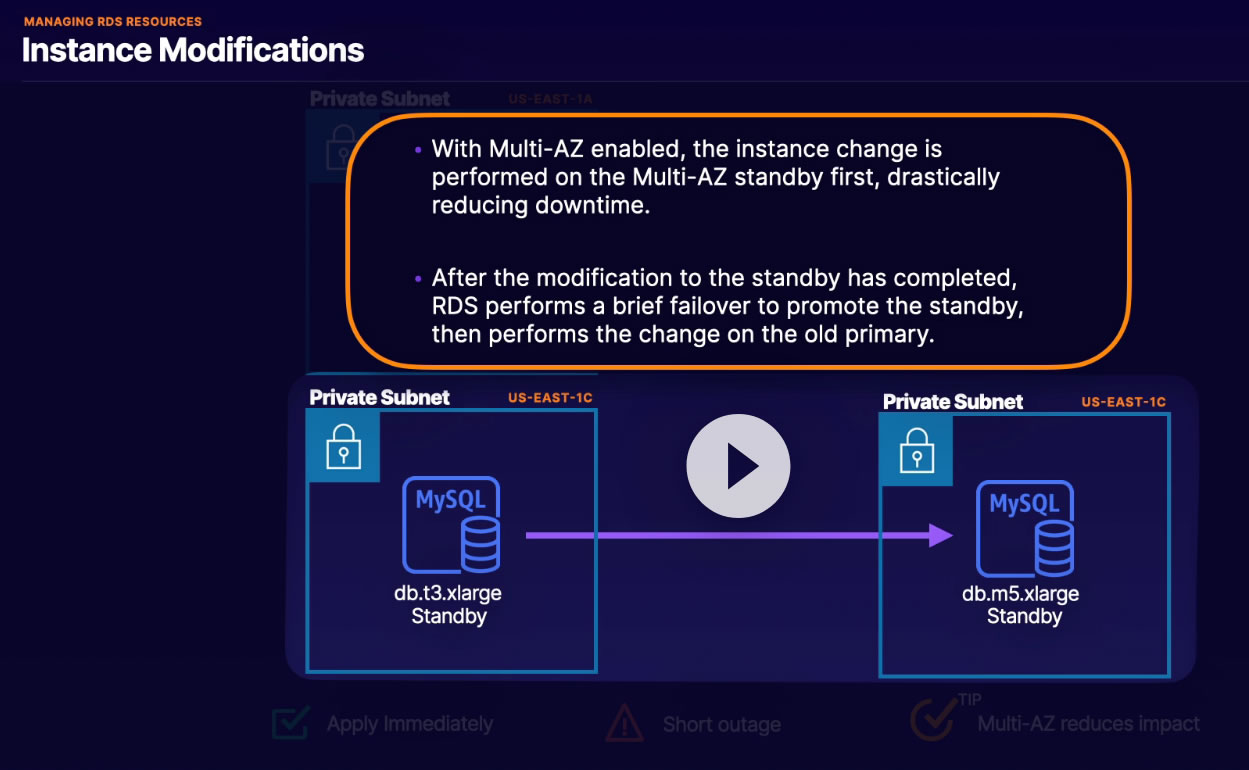 MANAGING RDS RESOURCES
Instance Modifications
Private Subnet US-EAST-1A
• With Multi-AZ enabled, the instance change is
performed on the Multi-AZ standby first, drastically
reducing downtime.
• After the modification to the standby has completed,
RDS performs a brief failover to promote the standby,
then performs the change on the old primary.
Private Subnet US-EAST-1C
MySQL
db.t3.xlarge
Standby
Private Subnet US-EAST-1C
MySQL
db.m5.xlarge
Standby
Apply Immediately
Short outage
TIP
Multi-AZ reduces impact